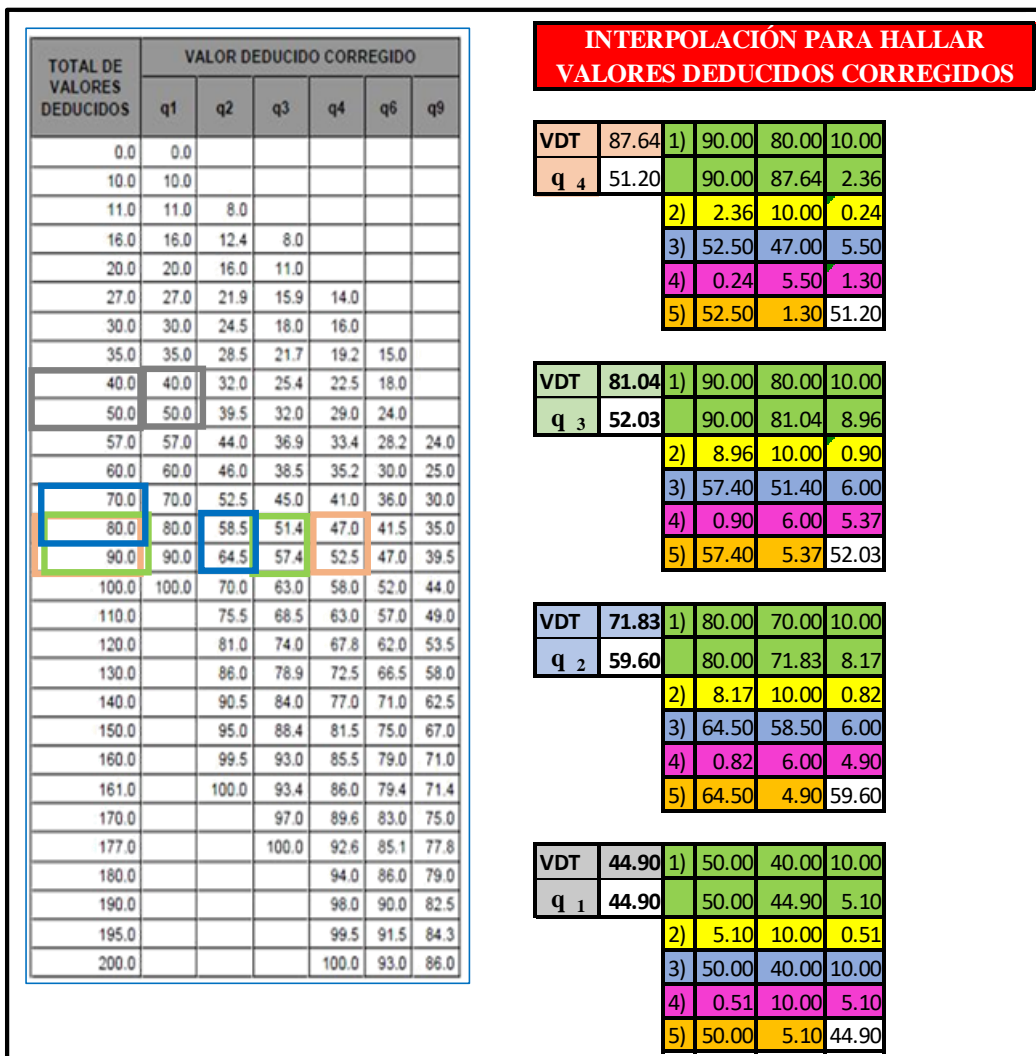 TOTAL DE VALORES DEDUCIDOS VALOR DEDUCIDO CORREGIDO
q1 q2 q3 q4 q6 q9
0.0 0.0
10.0 10.0
11.0 11.0 8.0
16.0 16.0 12.4 8.0
20.0 20.0 16.0 11.0
27.0 27.0 21.9 15.9 14.0
30.0 30.0 24.5 18.0 16.0
35.0 35.0 28.5 21.7 19.2 15.0
40.0 40.0 32.0 25.4 22.5 18.0
50.0 50.0 39.5 32.0 29.0 24.0
57.0 57.0 44.0 36.9 33.4 28.2 24.0
60.0 60.0 46.0 38.5 35.2 30.0 25.0
70.0 70.0 52.5 45.0 41.0 36.0 30.0
80.0 80.0 58.5 51.4 47.0 41.5 35.0
90.0 90.0 64.5 57.4 52.5 47.0 39.5
100.0 100.0 70.0 63.0 58.0 52.0 44.0
110.0 75.5 68.5 63.0 57.0 49.0
120.0 81.0 74.0 67.8 62.0 53.5
130.0 86.0 78.9 72.5 66.5 58.0
140.0 90.5 84.0 77.0 71.0 62.5
150.0 95.0 88.4 81.5 75.0 67.0
160.0 99.5 93.0 85.5 79.0 71.0
161.0 100.0 93.4 86.0 79.4 71.4
170.0 97.0 89.6 83.0 75.0
177.0 100.0 92.6 85.1 77.8
180.0 94.0 86.0 79.0
190.0 98.0 90.0 82.5
195.0 99.5 91.5 84.3
200.0 100.0 93.0 86.0
INTERPOLACIÓN PARA HALLAR
VALORES DEDUCIDOS CORREGIDOS
VDT 87.64 1) 90.00 80.00 10.00
q 4 51.20 90.00 87.64 2.36
2) 2.36 10.00 0.24
3) 52.50 47.00 5.50
4) 0.24 5.50 1.30
5) 52.50 1.30 51.20
VDT 81.04 1) 90.00 80.00 10.00
q 3 52.03 90.00 81.04 8.96
2) 8.96 10.00 0.90
3) 57.40 51.40 6.00
4) 0.90 6.00 5.37
5) 57.40 5.37 52.03
VDT 71.83 1) 80.00 70.00 10.00
q 2 59.60 80.00 71.83 8.17
2) 8.17 10.00 0.82
3) 64.50 58.50 6.00
4) 0.82 6.00 4.90
5) 64.50 4.90 59.60
VDT 44.90 1) 50.00 40.00 10.00
q 1 44.90 50.00 44.90 5.10
2) 5.10 10.00 0.51
3) 50.00 40.00 10.00
4) 0.51 10.00 5.10
5) 50.00 5.10 44.90